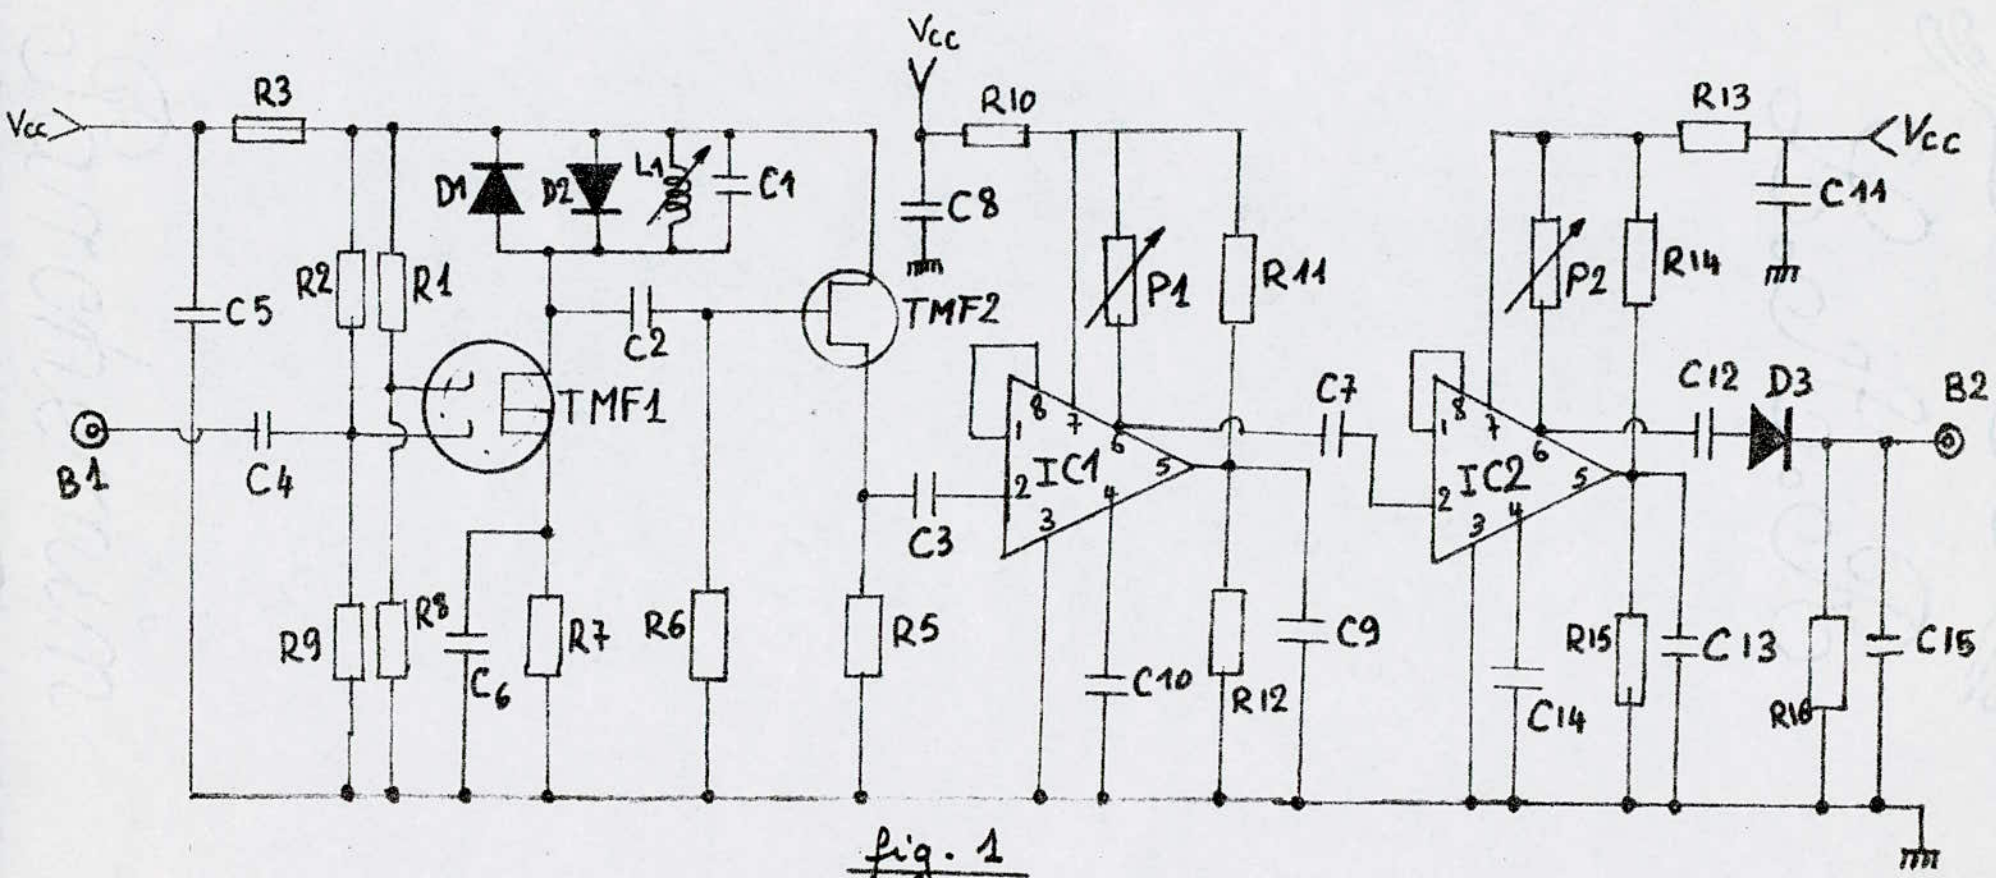 Vcc
R3
Vcc
R10
R13
Vcc
D1
D2
L1
C1
C8
C11
R2
R1
C5
C2
TMF2
P1
R11
P2
R14
TMF1
C7
C12
D3
B2
B1
C4
C3
8
1
7
6
2
IC1
5
4
3
8
1
7
6
2
IC2
5
4
3
R9
R8
C6
R7
R6
R5
C10
R12
C9
C14
R15
C13
R16
C15
fig. 1